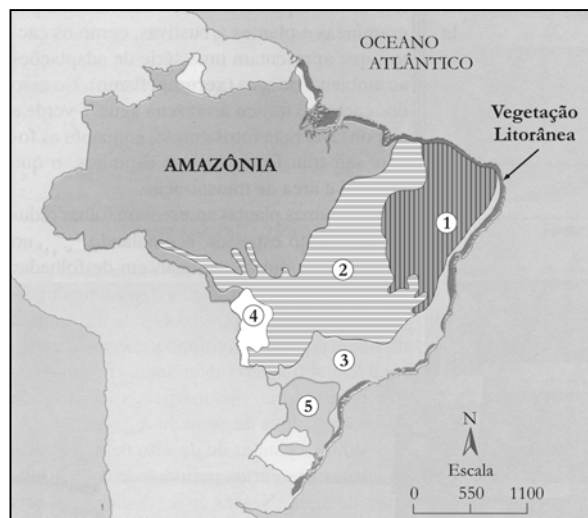 OCEANO
ATLÂNTICO
Vegetação
Litorânea
AMAZÔNIA
1
2
4
3
5
N
Escala
0 550 1100